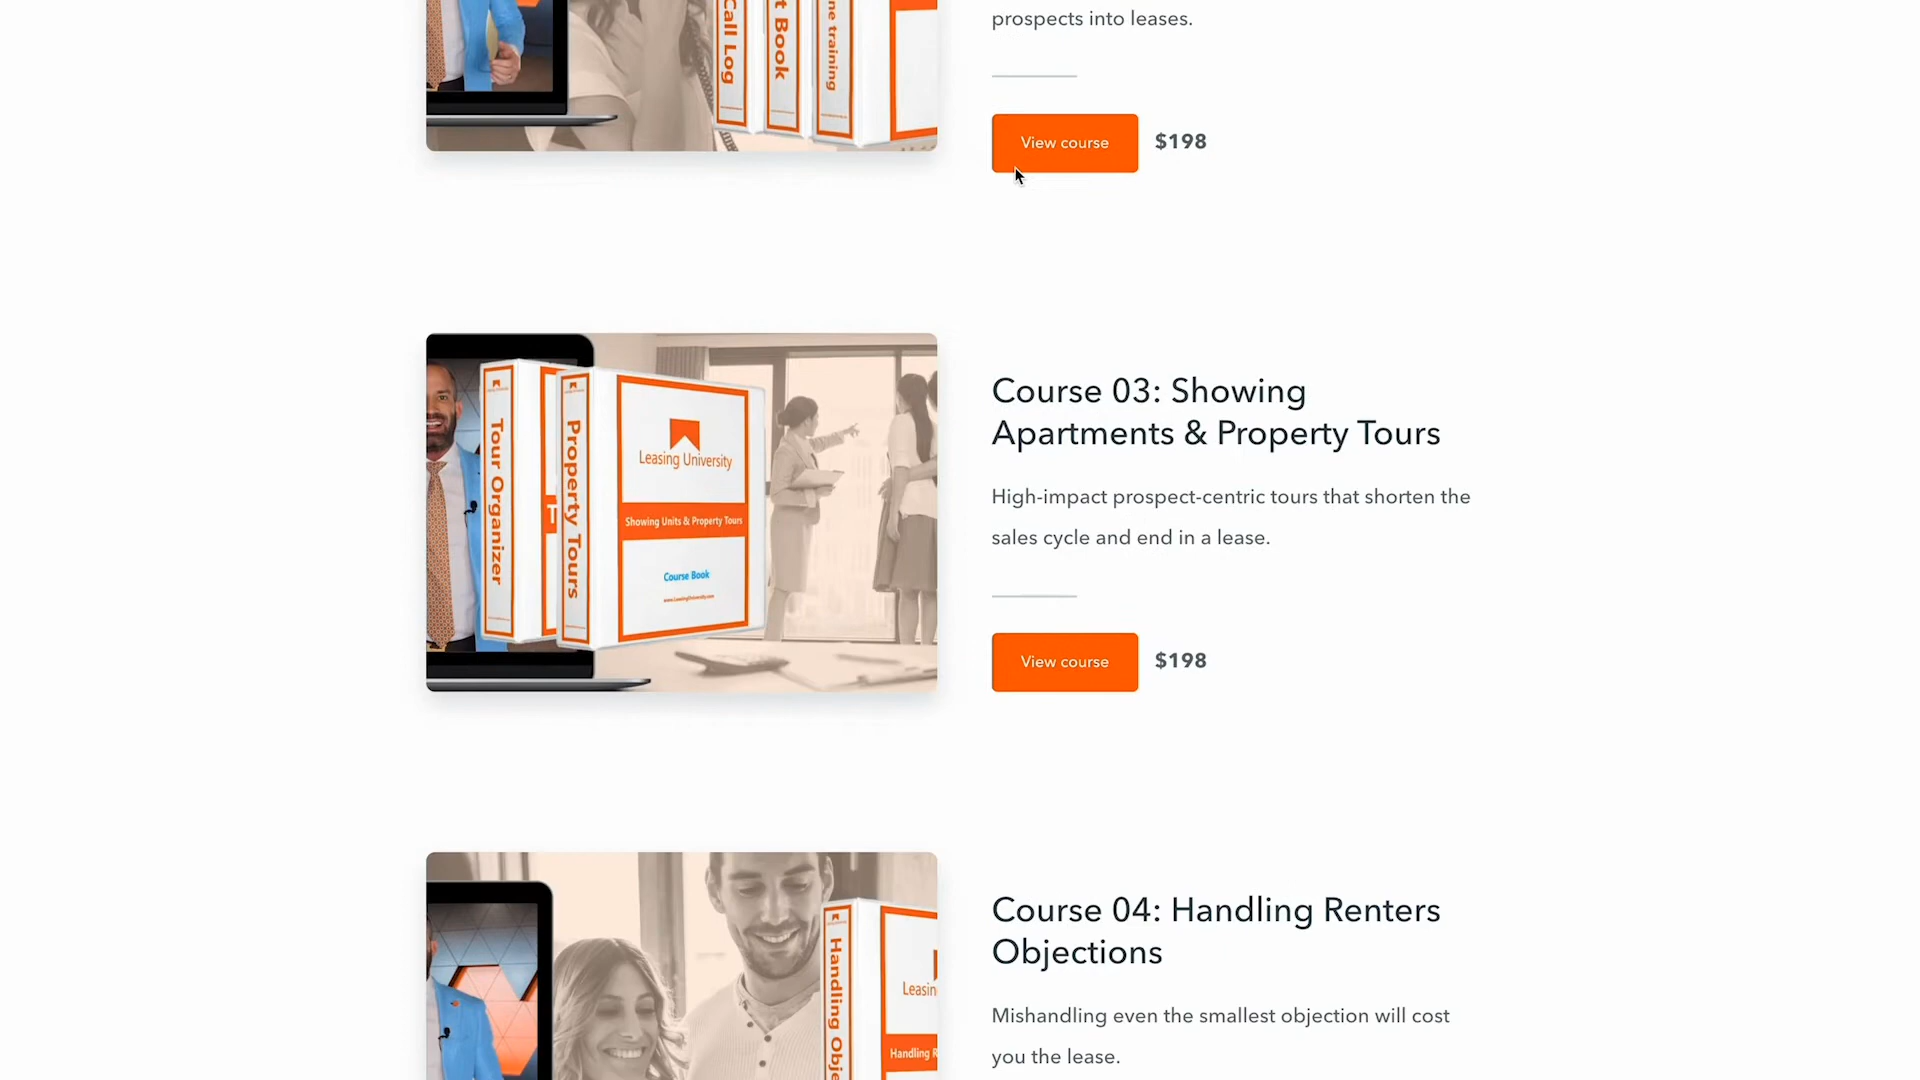 prospects into leases.
Call Log
t Book
ne training
View course
$198
Tour Organizer
Property Tours
T
Leasing University
Showing Units & Property Tours
Course Book
www.LeasingUniversity.com
Course 03: Showing
Apartments & Property Tours
High-impact prospect-centric tours that shorten the
sales cycle and end in a lease.
View course
$198
Handling Obje
Leasin
Handling R
Course 04: Handling Renters
Objections
Mishandling even the smallest objection will cost
you the lease.